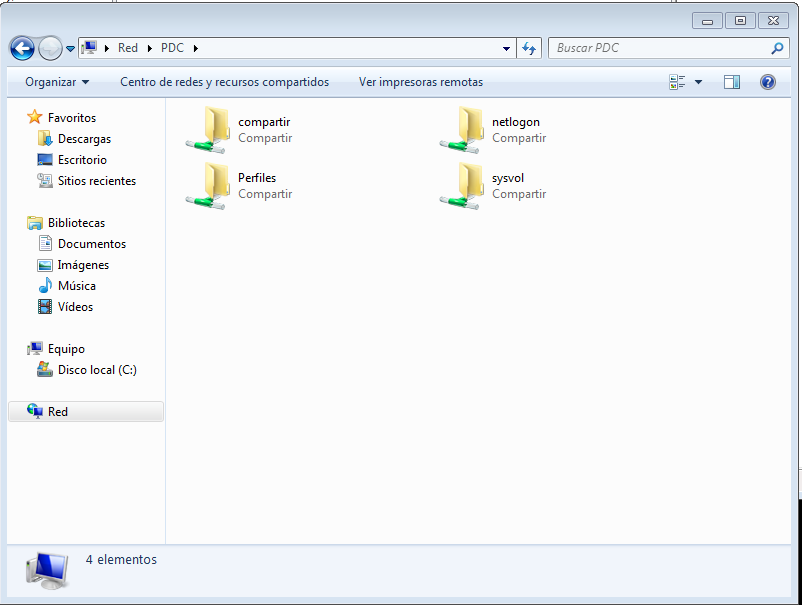 Red PDC Buscar PDC
Organizar Centro de redes y recursos compartidos Ver impresoras remotas
Favoritos
Descargas
Escritorio
Sitios recientes
Bibliotecas
Documentos
Imágenes
Música
Vídeos
Equipo
Disco local (C:)
Red
compartir
Compartir
netlogon
Compartir
Perfiles
Compartir
sysvol
Compartir
4 elementos